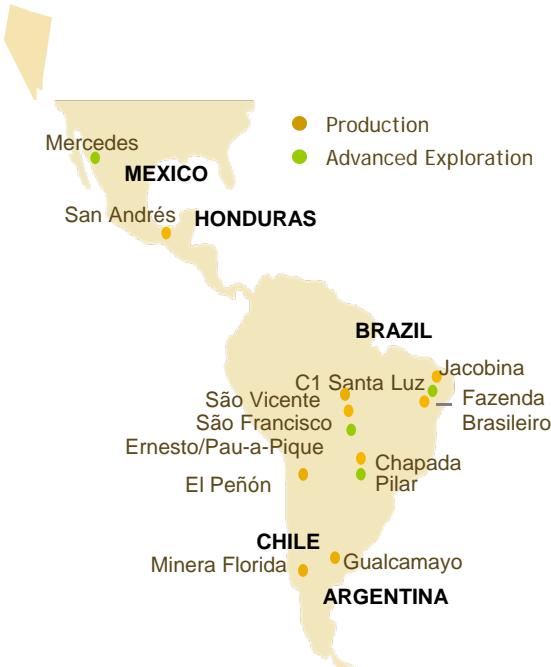 Production
Mercedes
Advanced Exploration
MEXICO
San Andrés
HONDURAS
BRAZIL
Jacobina
C1 Santa Luz
São Vicente
Fazenda
Brasileiro
São Francisco
Ernesto/Pau-a-Pique
Chapada
Pilar
El Peñón
CHILE
Minera Florida
Gualcamayo
ARGENTINA